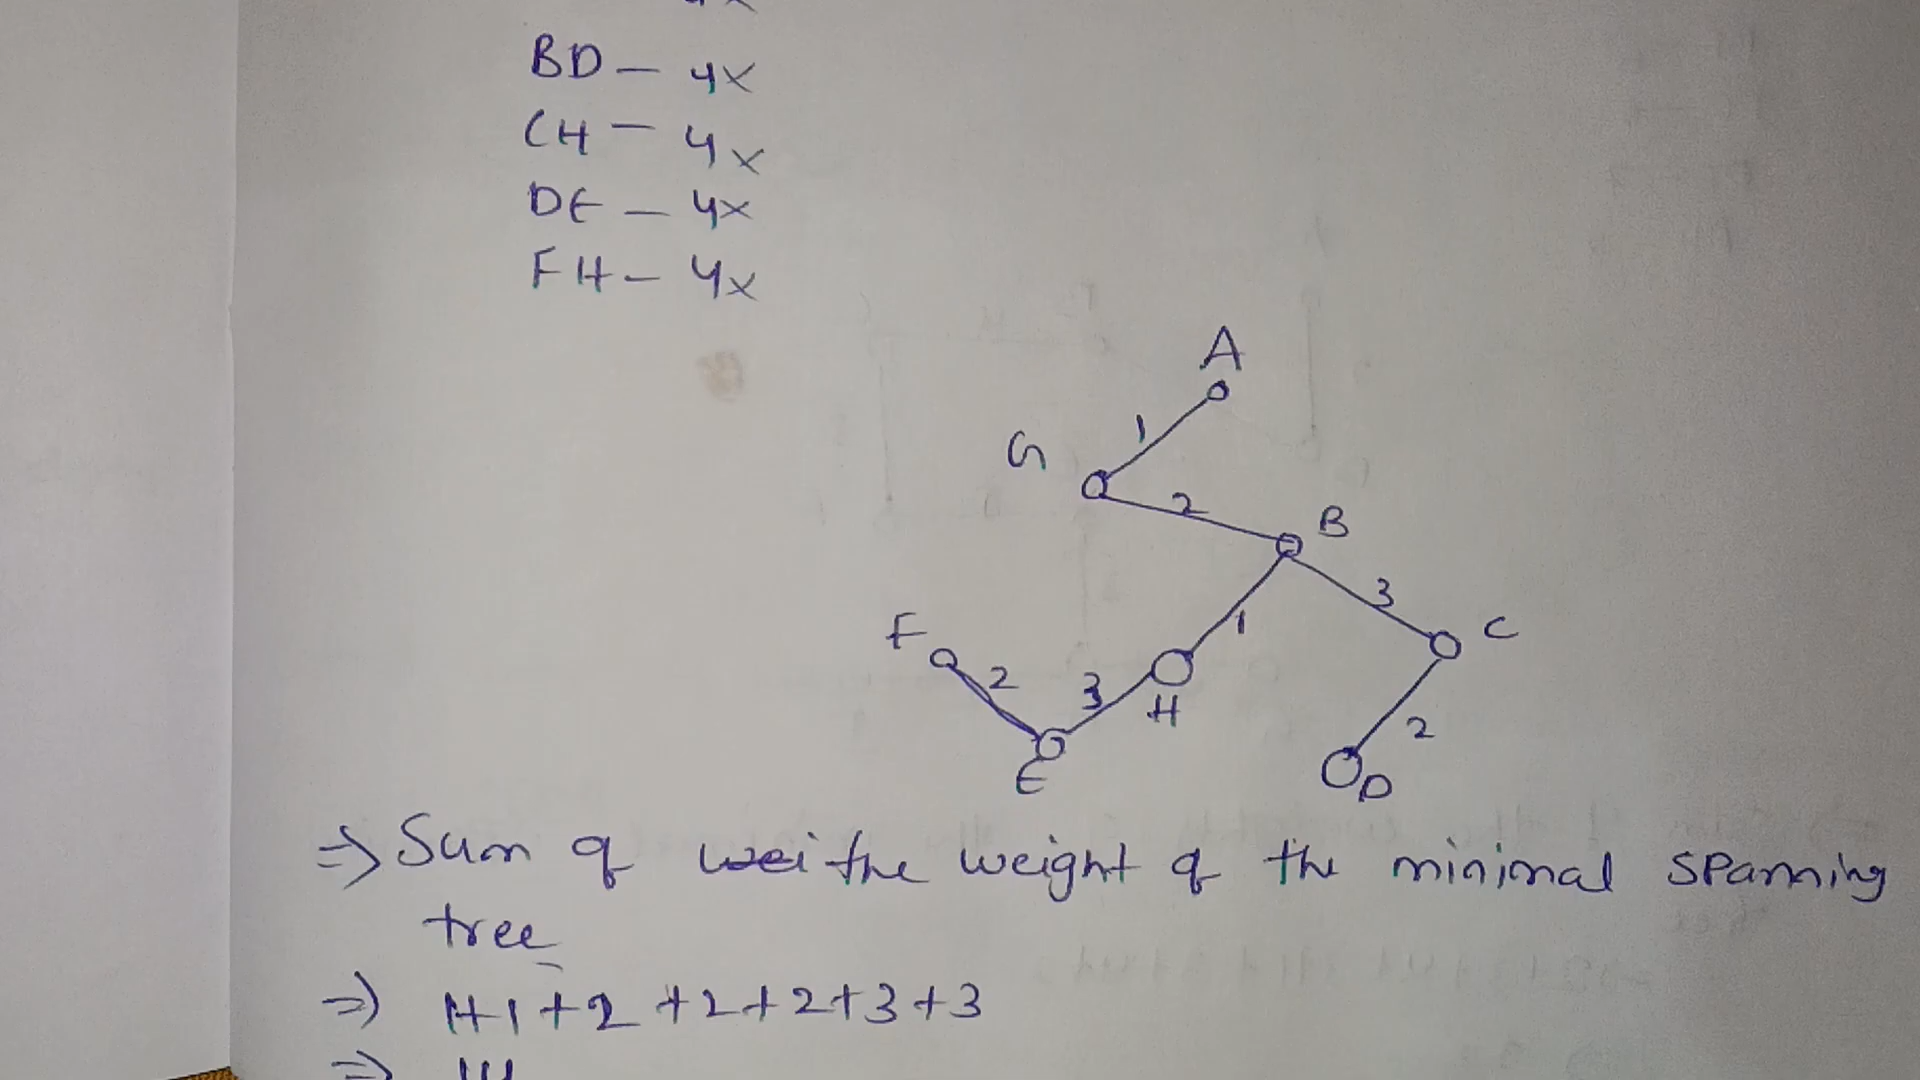 BD — 4x
CH — 4x
DE — 4x
FH — 4x
A
1
G
2
B
3
F
C
2
3
1
H
2
E
D
⇒ Sum of wei the weight of the minimal spanning
tree
⇒ 1+1+2+2+2+3+3
⇒ 14